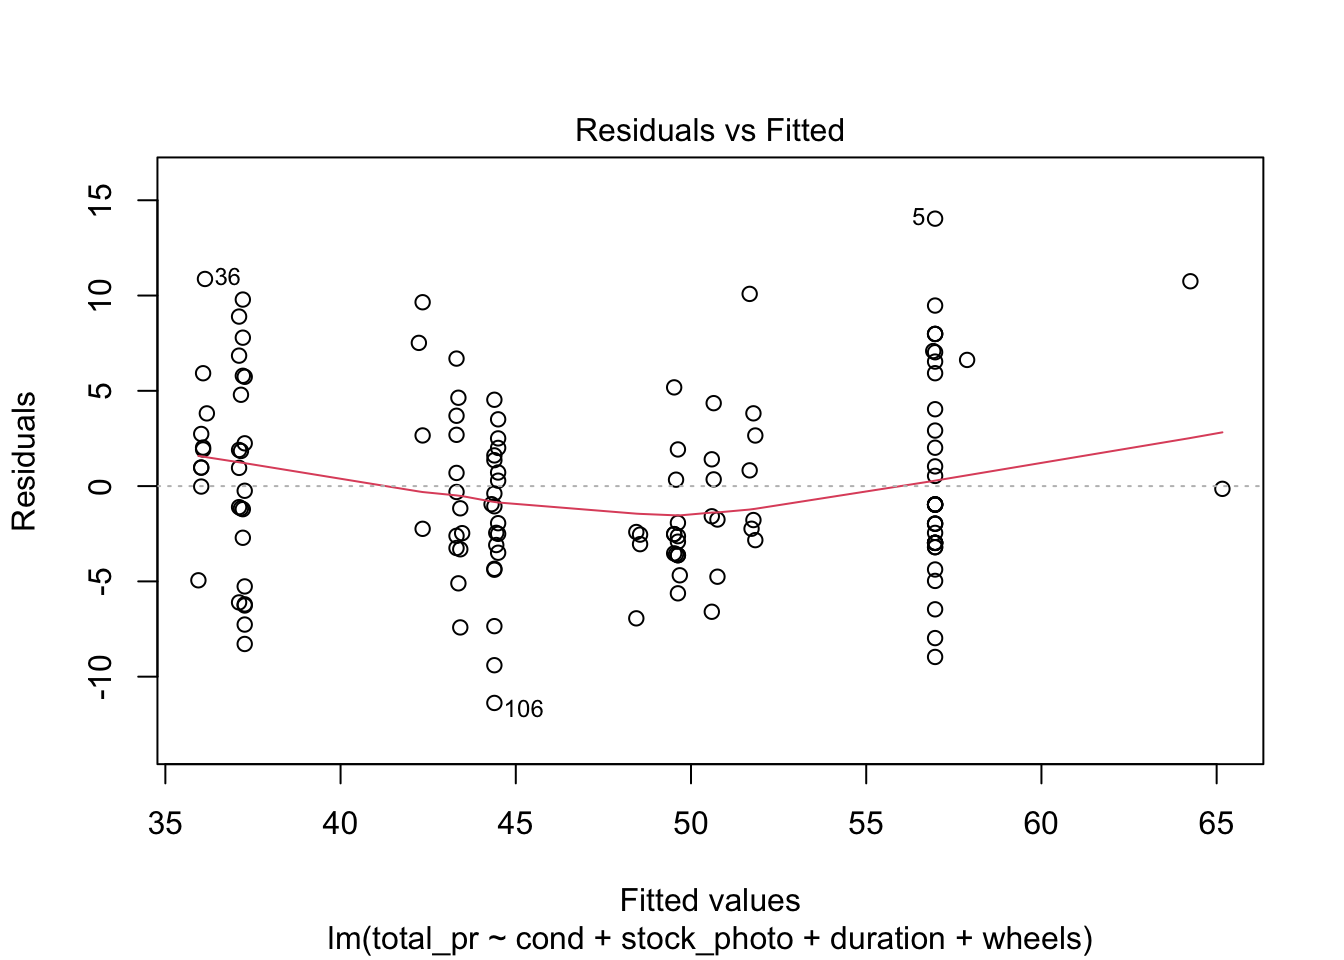 Residuals vs Fitted
Residuals
15
10
5
0
-5
-10
5
36
106
35 40 45 50 55 60 65
Fitted values
lm(total_pr ~ cond + stock_photo + duration + wheels)